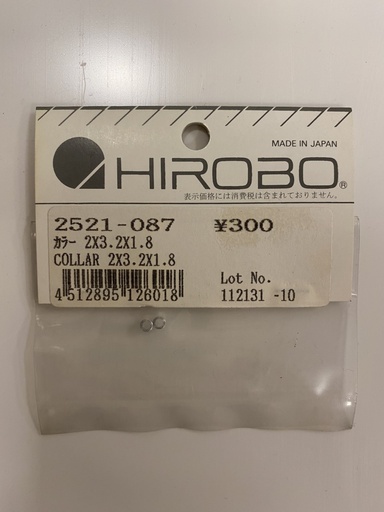 MADE IN JAPAN
HIROBO®
表示価格には消費税は含まれておりません。
2521-087 ¥300
カラー 2X3.2X1.8
COLLAR 2X3.2X1.8
Lot No.
4 512895 126018 112131 -10